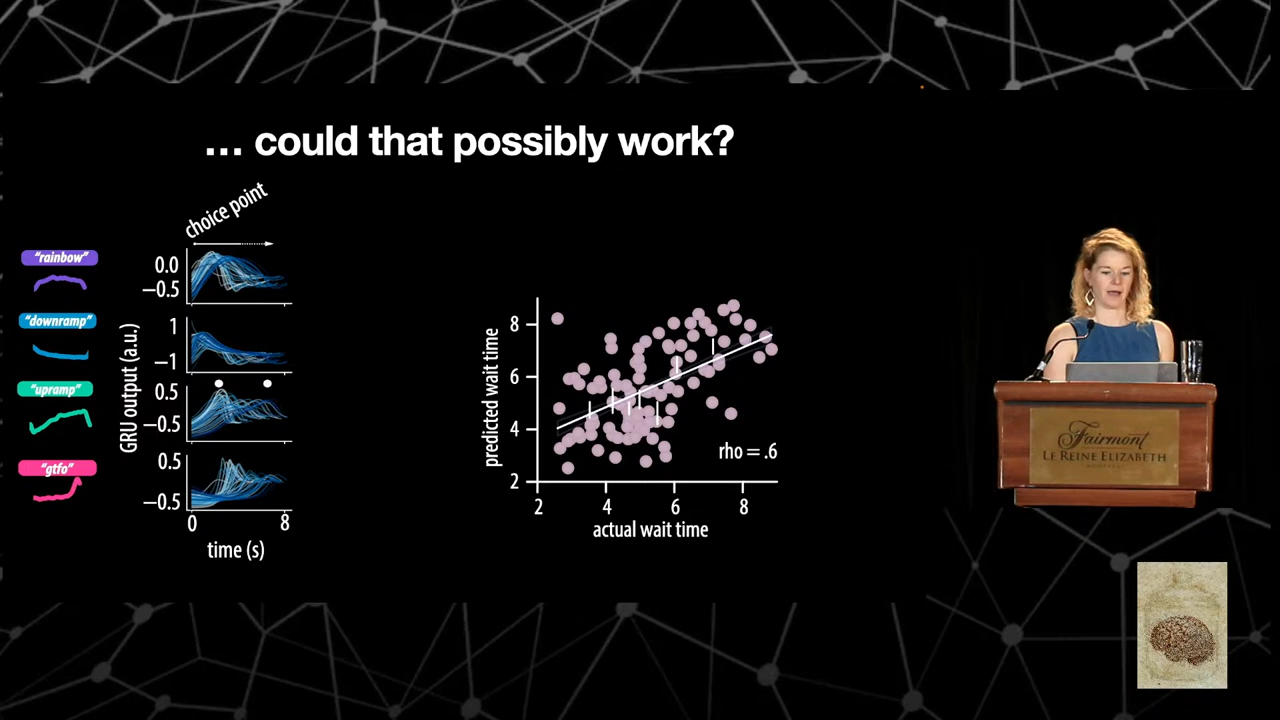 ... could that possibly work?
choice point
"rainbow"
"downramp"
"upramp"
"gtfo"
GRU output (a.u.)
0.0
−0.5
1
−1
0.5
−0.5
0.5
−0.5
0
8
time (s)
predicted wait time
8
6
4
2
2
4
6
8
rho = .6
actual wait time
Fairmont
LE REINE ELIZABETH
MONTRÉAL